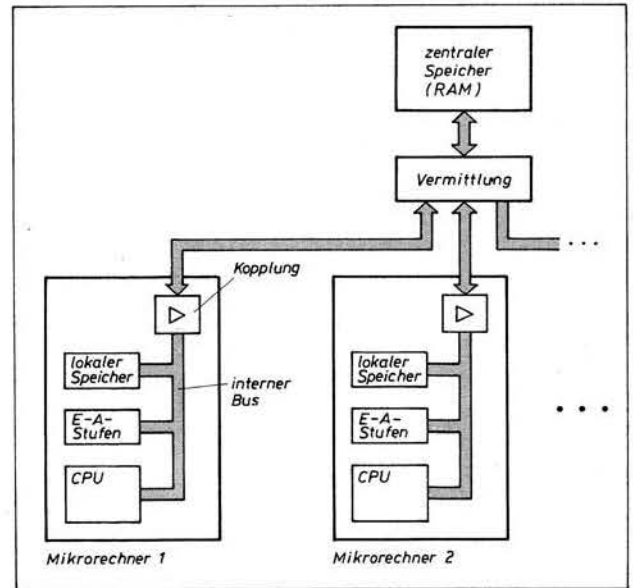 zentraler
Speicher
(RAM)
Vermittlung
...
Kopplung
lokaler
Speicher
interner
Bus
E-A-
Stufen
CPU
Mikrorechner 1
lokaler
Speicher
E-A-
Stufen
CPU
Mikrorechner 2
...